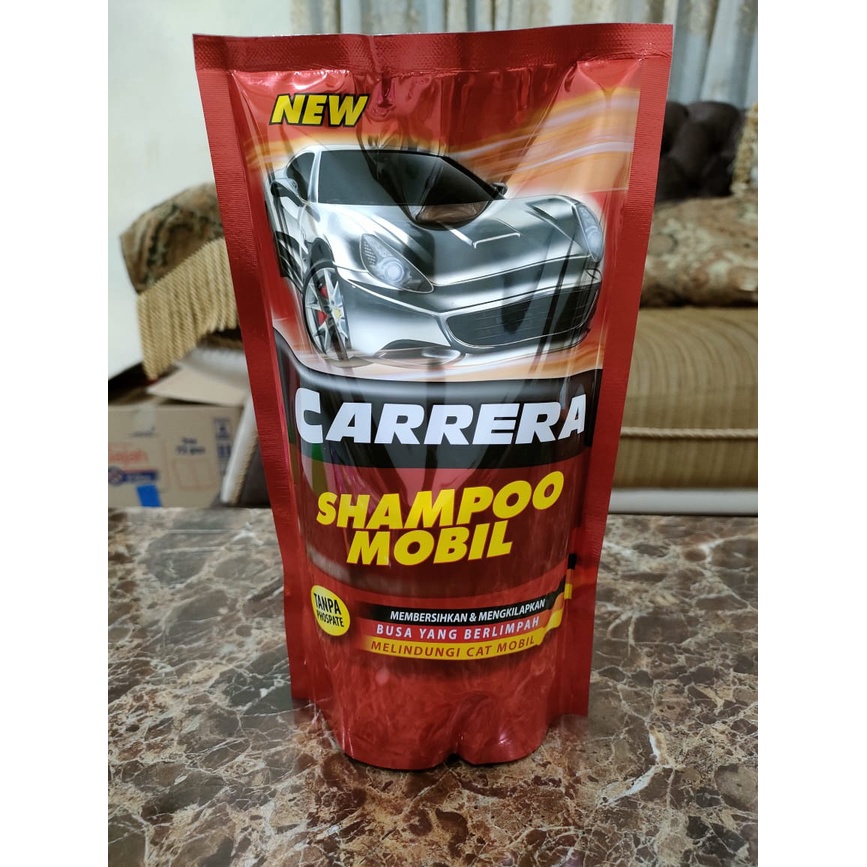 NEW
CARRERA
SHAMPOO
MOBIL
TANPA
PHOSPATE
MEMBERSIHKAN & MENGKILAPKAN
BUSA YANG BERLIMPAH
MELINDUNGI CAT MOBIL